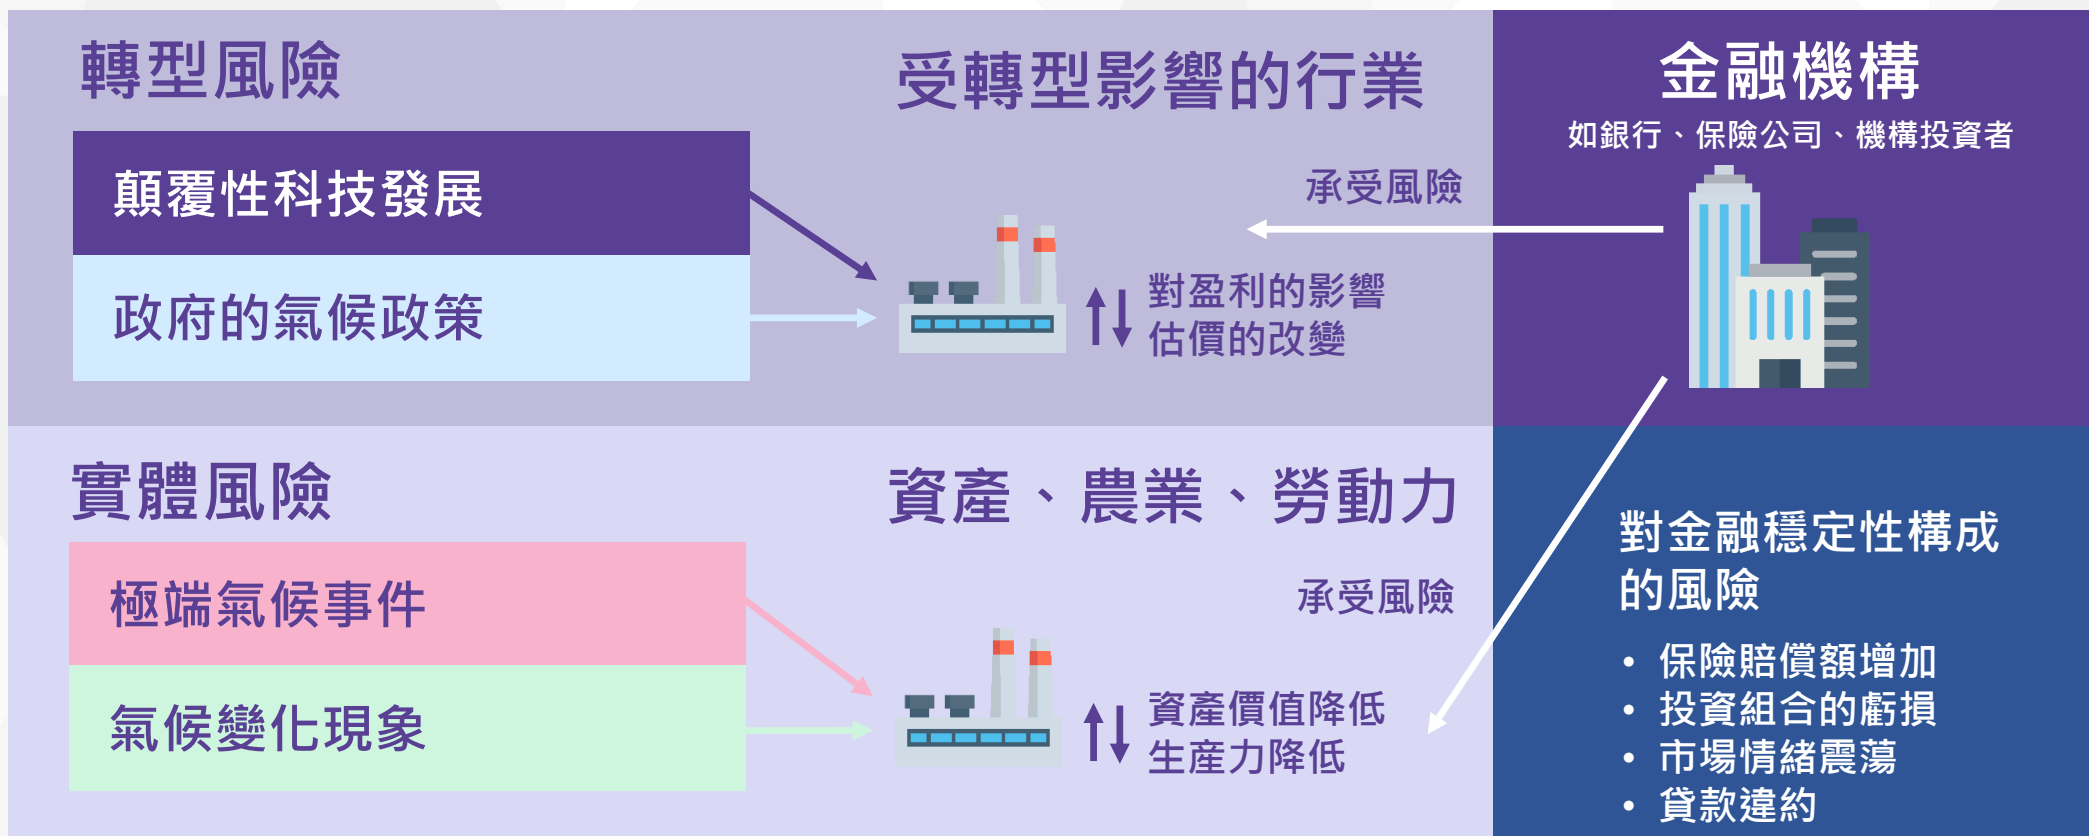 轉型風險
顛覆性科技發展
政府的氣候政策
受轉型影響的行業
承受風險
對盈利的影響
估價的改變
金融機構
如銀行、保險公司、機構投資者
實體風險
極端氣候事件
氣候變化現象
資產、農業、勞動力
承受風險
資產價值降低
生產力降低
對金融穩定性構成
的風險
• 保險賠償額增加
• 投資組合的虧損
• 市場情緒震蕩
• 貸款違約